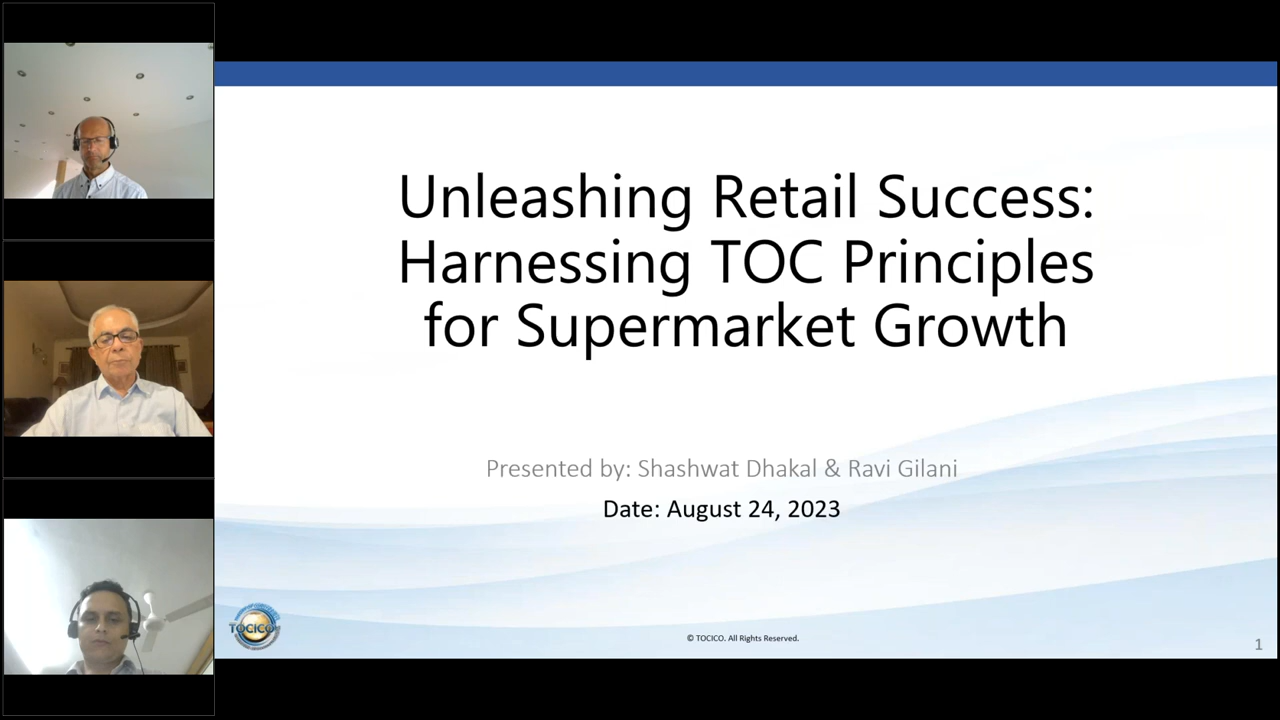 Unleashing Retail Success:
Harnessing TOC Principles
for Supermarket Growth
Presented by: Shashwat Dhakal & Ravi Gilani
Date: August 24, 2023
TOCICO
© TOCICO. All Rights Reserved.
1